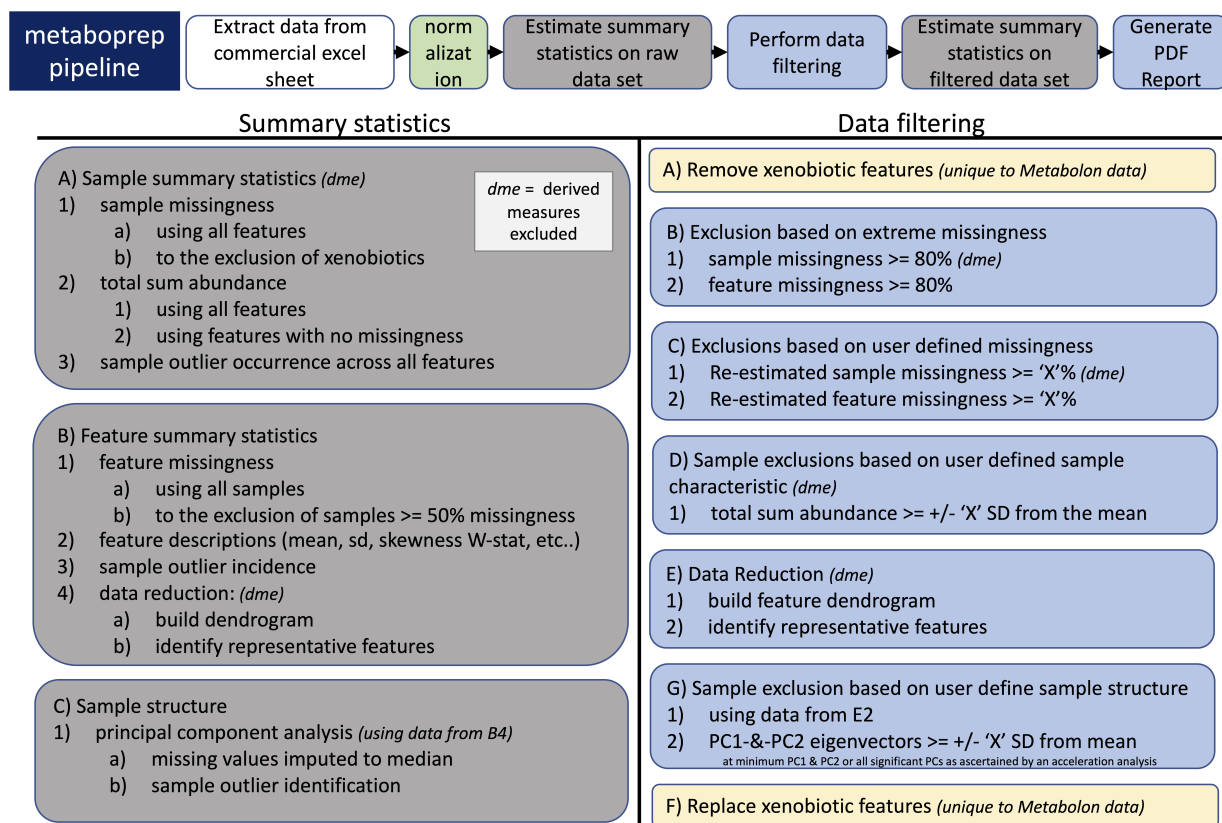 metaboprep
pipeline
Extract data from
commercial excel
sheet
norm
alizat
ion
Estimate summary
statistics on raw
data set
Perform data
filtering
Estimate summary
statistics on
filtered data set
Generate
PDF
Report
Summary statistics
A) Sample summary statistics (dme)
1) sample missingness
a) using all features
b) to the exclusion of xenobiotics
2) total sum abundance
1) using all features
2) using features with no missingness
3) sample outlier occurrence across all features
dme = derived
measures
excluded
B) Feature summary statistics
1) feature missingness
a) using all samples
b) to the exclusion of samples >= 50% missingness
2) feature descriptions (mean, sd, skewness W-stat, etc..)
3) sample outlier incidence
4) data reduction: (dme)
a) build dendrogram
b) identify representative features
C) Sample structure
1) principal component analysis (using data from B4)
a) missing values imputed to median
b) sample outlier identification
Data filtering
A) Remove xenobiotic features (unique to Metabolon data)
B) Exclusion based on extreme missingness
1) sample missingness >= 80% (dme)
2) feature missingness >= 80%
C) Exclusions based on user defined missingness
1) Re-estimated sample missingness >= ‘X’% (dme)
2) Re-estimated feature missingness >= ‘X’%
D) Sample exclusions based on user defined sample
characteristic (dme)
1) total sum abundance >= +/- ‘X’ SD from the mean
E) Data Reduction (dme)
1) build feature dendrogram
2) identify representative features
G) Sample exclusion based on user define sample structure
1) using data from E2
2) PC1-&-PC2 eigenvectors >= +/- ‘X’ SD from mean
at minimum PC1 & PC2 or all significant PCs as ascertained by an acceleration analysis
F) Replace xenobiotic features (unique to Metabolon data)